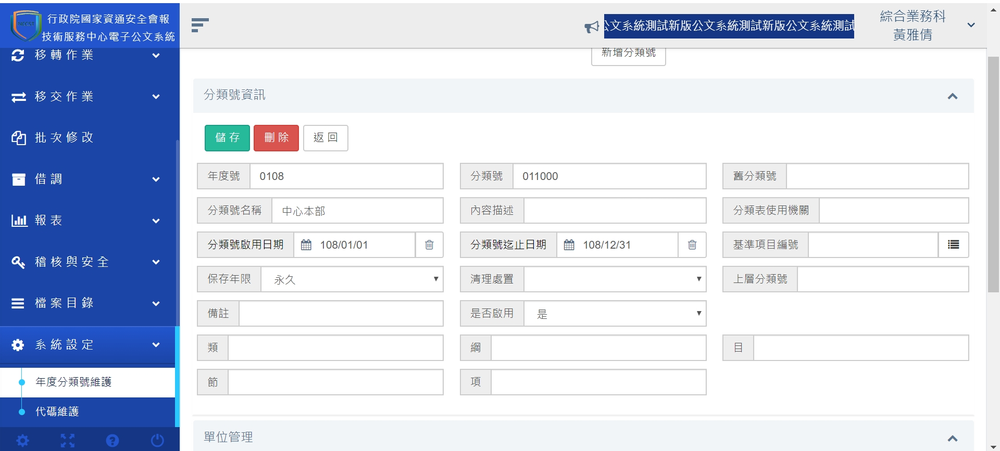 NCCST
行政院國家資通安全會報
技術服務中心電子公文系統
公文系統測試新版公文系統測試新版公文系統測試
綜合業務科
黃雅倩
移轉作業
移交作業
批次修改
借調
報表
稽核與安全
檔案目錄
系統設定
年度分類號維護
代碼維護
新增分類號
分類號資訊
儲存 刪除 返回
年度號 0108 分類號 011000 舊分類號
分類號名稱 中心本部 內容描述 分類表使用機關
分類號啟用日期 108/01/01 分類號迄止日期 108/12/31 基準項目編號
保存年限 永久 清理處置 上層分類號
備註 是否啟用 是
類 綱 目
節 項
單位管理